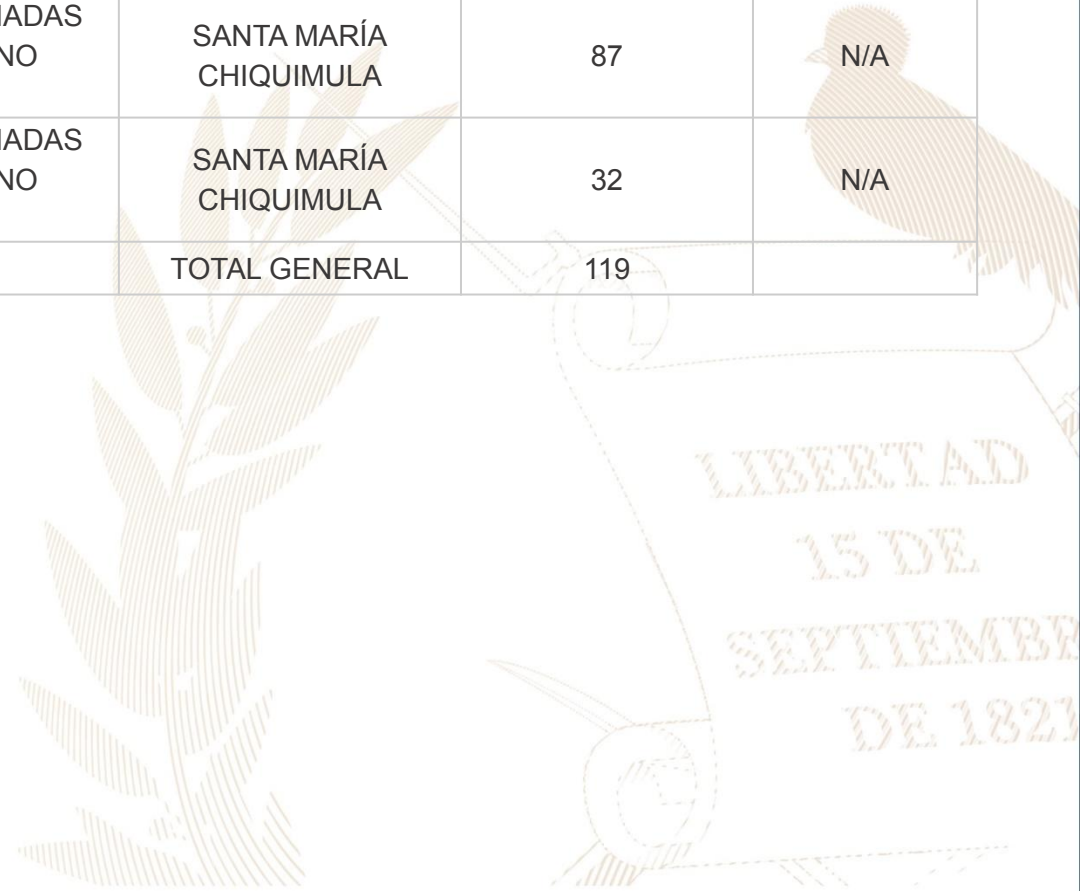 IADAS
NO
SANTA MARÍA
CHIQUIMULA
87
N/A
IADAS
NO
SANTA MARÍA
CHIQUIMULA
32
N/A
TOTAL GENERAL
119
LIBERTAD
15 DE
SEPTIEMBRE
DE 1821